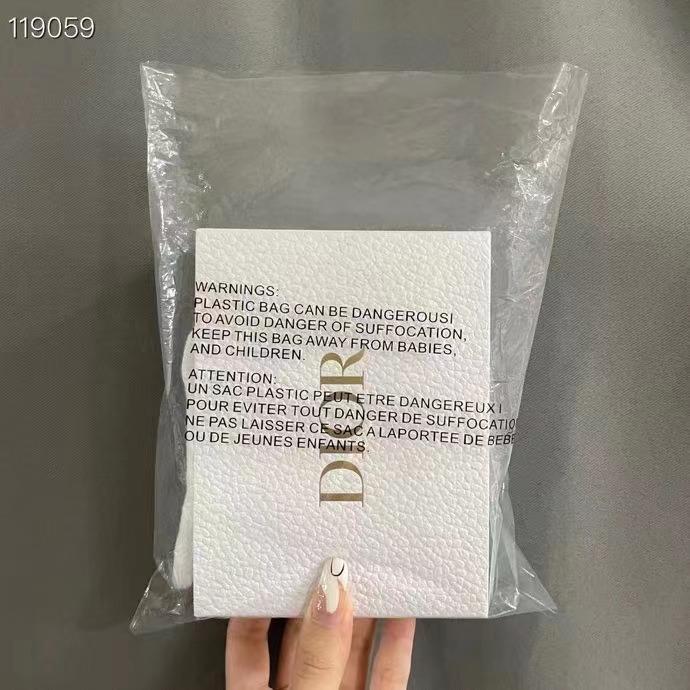 119059
WARNINGS:
PLASTIC BAG CAN BE DANGEROUSI
TO AVOID DANGER OF SUFFOCATION,
KEEP THIS BAG AWAY FROM BABIES,
AND CHILDREN.
ATTENTION:
UN SAC PLASTIC PEUT ETRE DANGEREUX I
POUR EVITER TOUT DANGER DE SUFFOCATIO
NE PAS LAISSER CE SAC A LAPORTEE DE BEBE
OU DE JEUNES ENFANTS.
DIOR